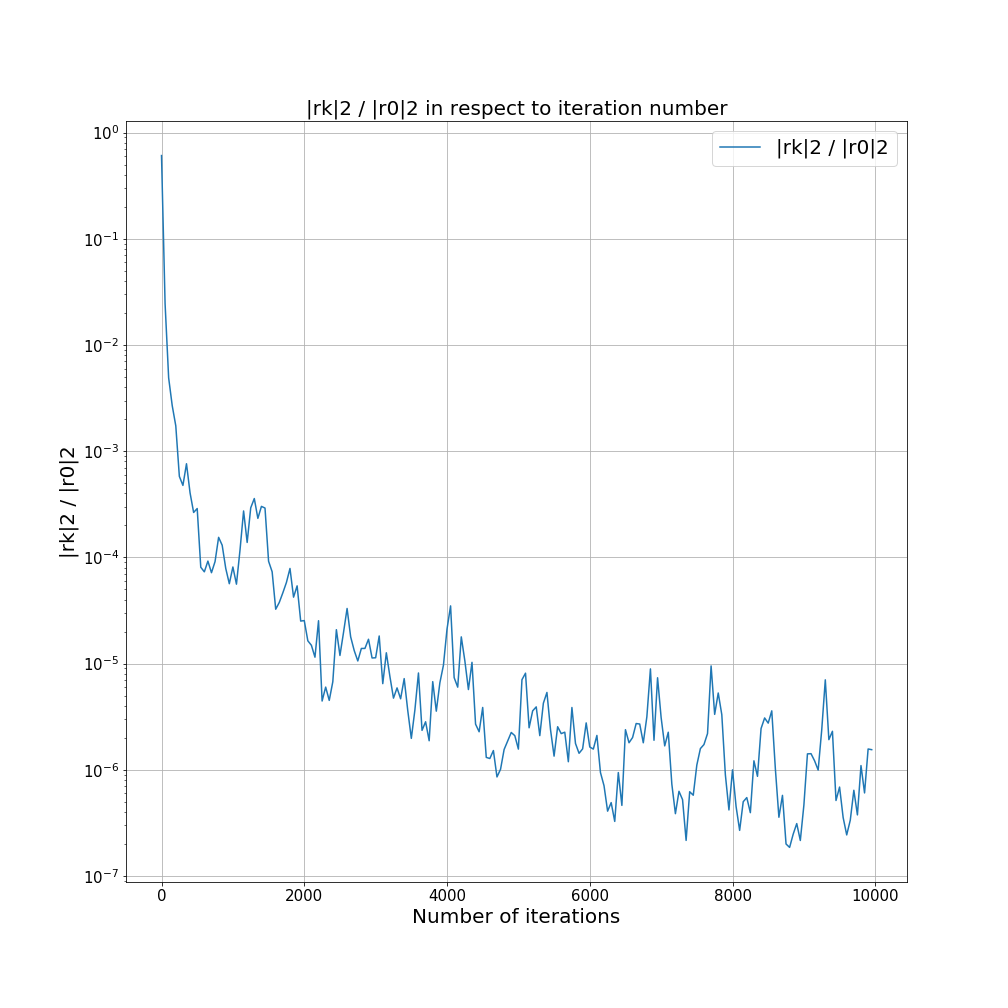 |rk|2 / |r0|2 in respect to iteration number
|rk|2 / |r0|2
|rk|2 / |r0|2
10⁰
10⁻¹
10⁻²
10⁻³
10⁻⁴
10⁻⁵
10⁻⁶
10⁻⁷
0 2000 4000 6000 8000 10000
Number of iterations